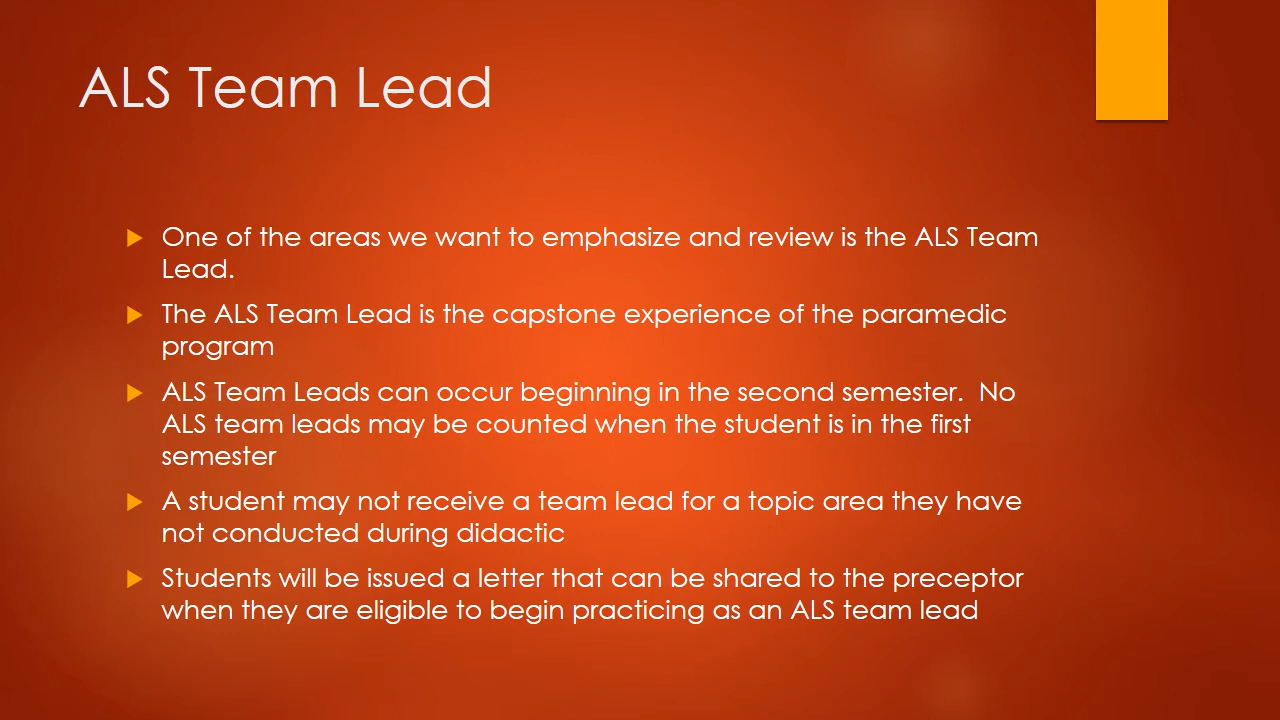 ALS Team Lead
One of the areas we want to emphasize and review is the ALS Team
Lead.
The ALS Team Lead is the capstone experience of the paramedic
program
ALS Team Leads can occur beginning in the second semester.  No
ALS team leads may be counted when the student is in the first
semester
A student may not receive a team lead for a topic area they have
not conducted during didactic
Students will be issued a letter that can be shared to the preceptor
when they are eligible to begin practicing as an ALS team lead